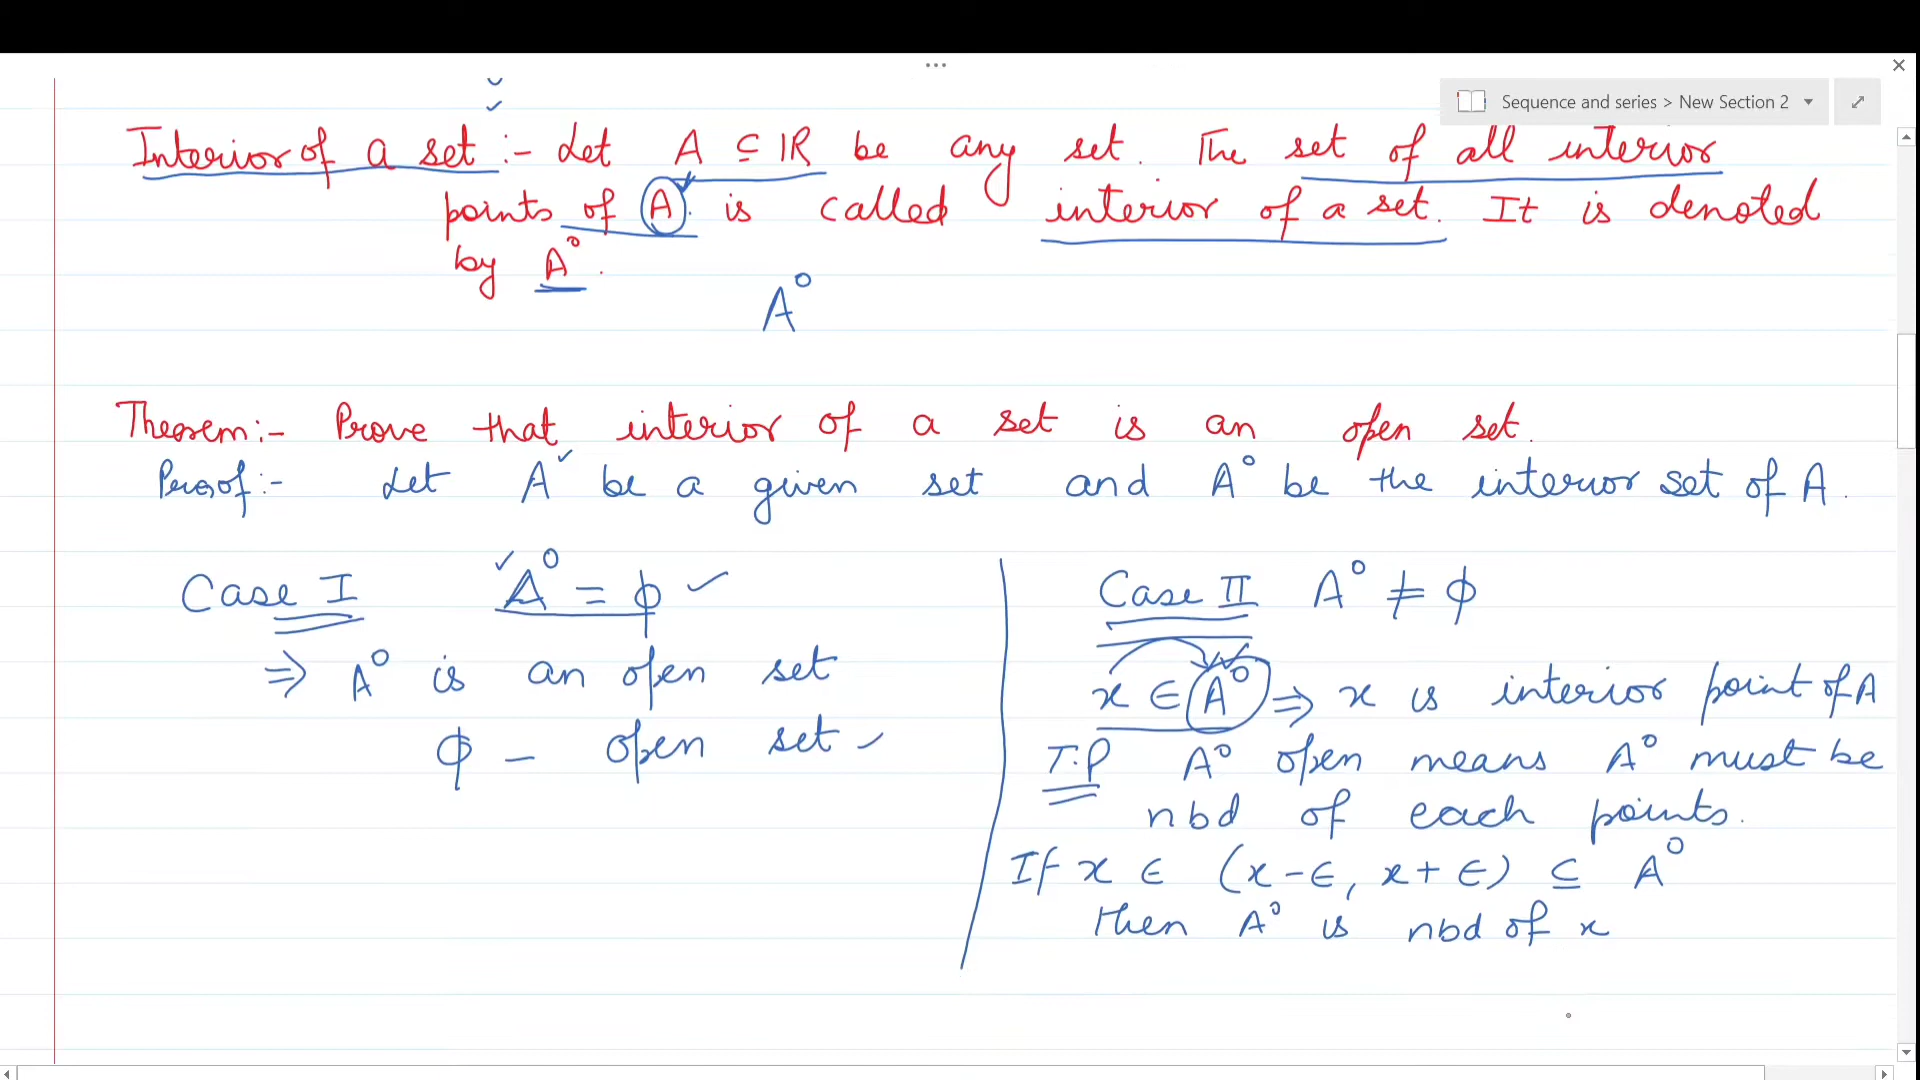 Sequence and series > New Section 2
Interior of a set :- Let A ⊆ IR be any set. The set of all interior
points of A is called interior of a set. It is denoted
by A°.
A°
Theorem:- Prove that interior of a set is an open set.
Proof:- Let A be a given set and A° be the interior set of A.
Case I A° = ϕ
⇒ A° is an open set
ϕ - open set
Case II A° ≠ ϕ
x ∈ A° ⇒ x is interior point of A
T.P A° open means A° must be
nbd of each points.
If x ∈ (x-ϵ, x+ϵ) ⊆ A°
then A° is nbd of x